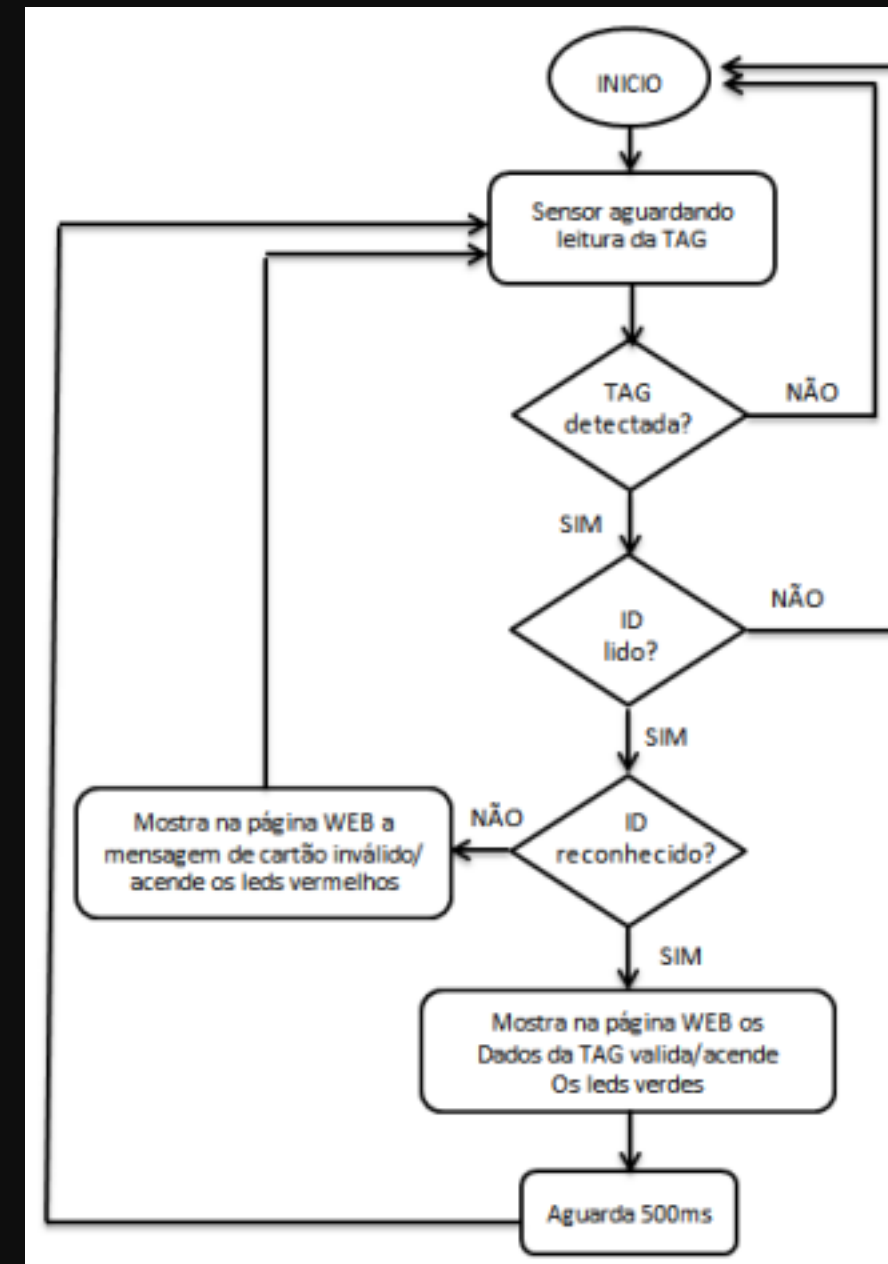 INICIO
Sensor aguardando
leitura da TAG
TAG
detectada?
NÃO
SIM
ID
lido?
NÃO
SIM
ID
reconhecido?
NÃO
Mostra na página WEB a
mensagem de cartão inválido/
acende os leds vermelhos
SIM
Mostra na página WEB os
Dados da TAG valida/acende
Os leds verdes
Aguarda 500ms